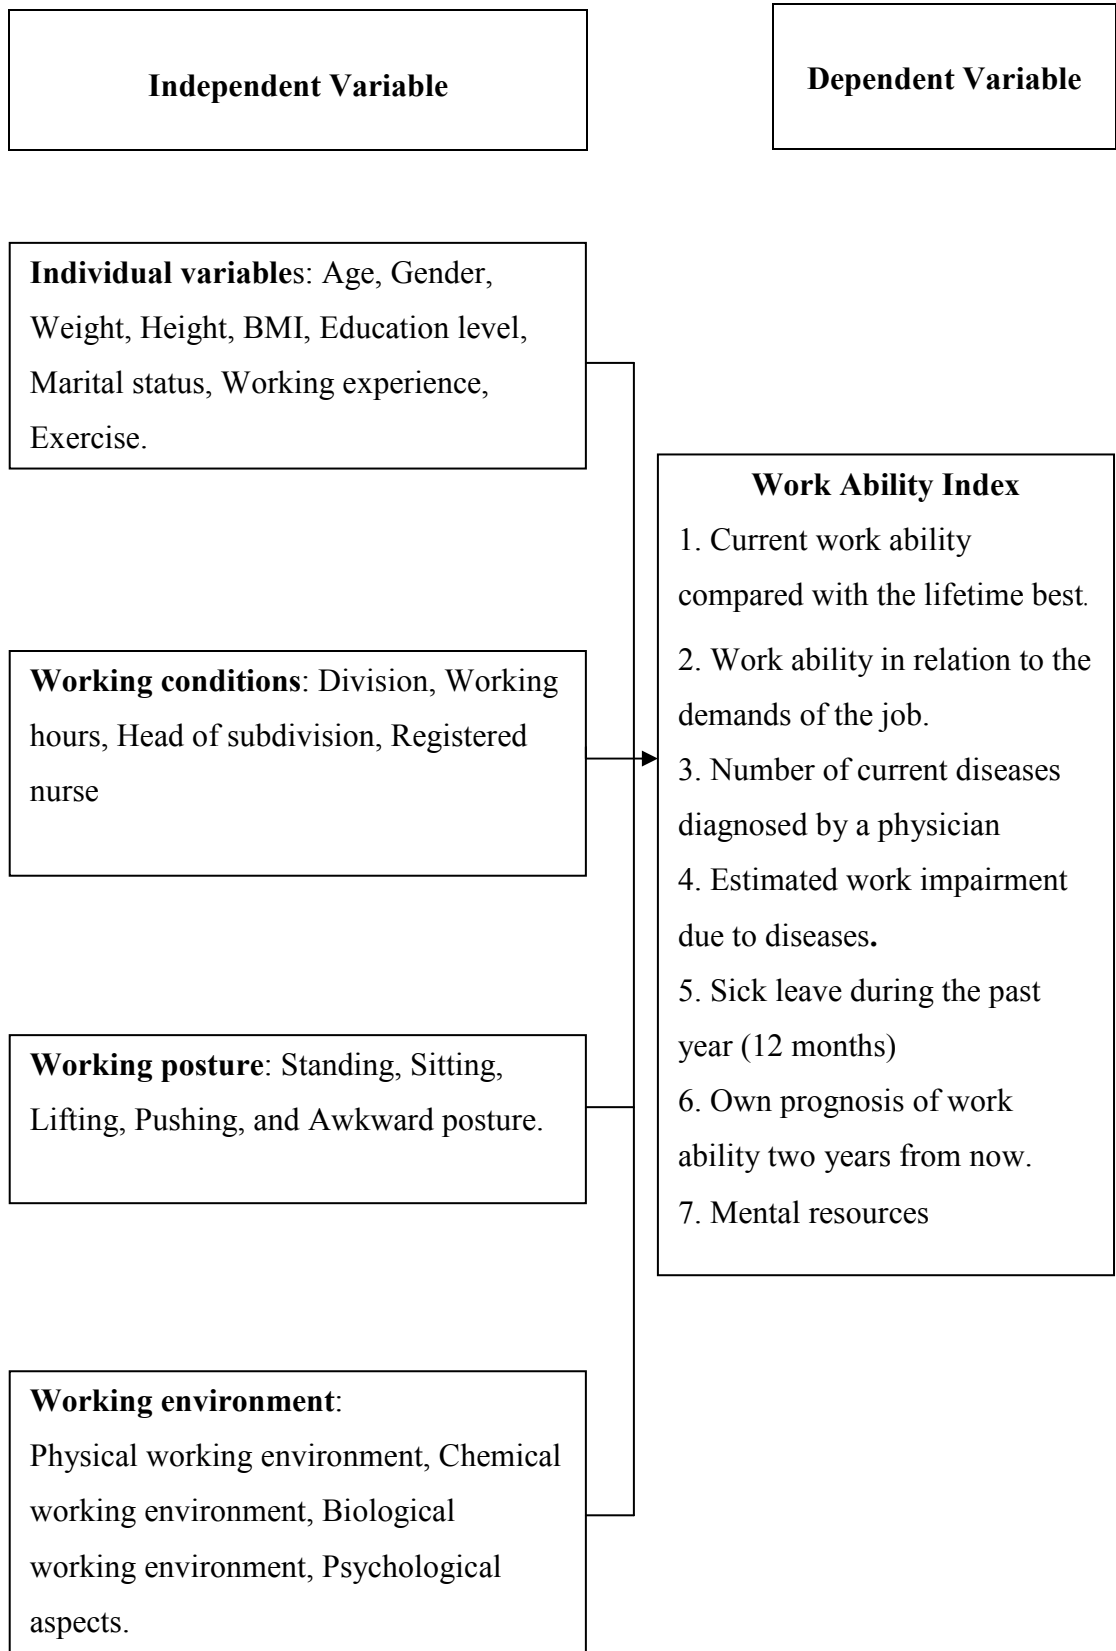 Independent Variable
Dependent Variable
Individual variables: Age, Gender,
Weight, Height, BMI, Education level,
Marital status, Working experience,
Exercise.
Working conditions: Division, Working
hours, Head of subdivision, Registered
nurse
Working posture: Standing, Sitting,
Lifting, Pushing, and Awkward posture.
Working environment:
Physical working environment, Chemical
working environment, Biological
working environment, Psychological
aspects.
Work Ability Index
1. Current work ability
compared with the lifetime best.
2. Work ability in relation to the
demands of the job.
3. Number of current diseases
diagnosed by a physician
4. Estimated work impairment
due to diseases.
5. Sick leave during the past
year (12 months)
6. Own prognosis of work
ability two years from now.
7. Mental resources